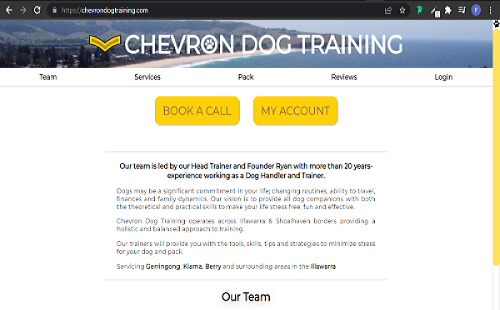 https://chevrondogtraining.com
CHEVRON DOG TRAINING
Team Services Pack Reviews Login
BOOK A CALL MY ACCOUNT
Our team is led by our Head Trainer and Founder Ryan with more than 20 years-
experience working as a Dog Handler and Trainer.
Dogs may be a significant commitment in your life; changing routines, ability to travel,
finances and family dynamics. Our vision is to provide all dog companies with both
the theoretical and practical skills to make your life stress free, fun and effective.
Chevron Dog Training operates across Illawarra & Shoalhaven borders providing a
holistic and balanced approach to training.
Our trainers will provide you with the tools, skills, tips and strategies to minimize stress
for your dog and pack.
Servicing Gerringong, Kiama, Berry and surrounding areas in the Illawarra
Our Team